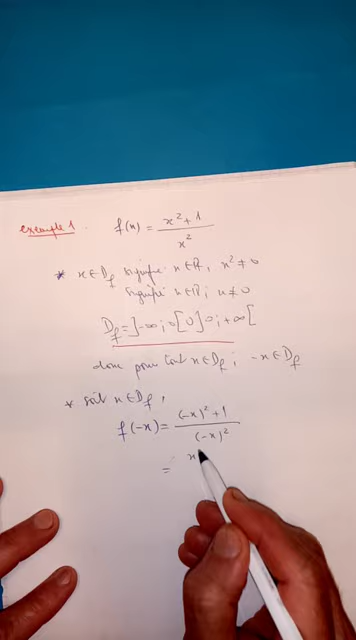 exemple 1. f(x) = (x² + 1) / x²
* x ∈ D_f signifie x ∈ ℝ, x² ≠ 0
signifie x ∈ ℝ ; x ≠ 0
D_f = ]-∞ ; 0[ ∪ ]0 ; +∞[
donc pour tout x ∈ D_f ; -x ∈ D_f
* soit x ∈ D_f,
f(-x) = ((-x)² + 1) / (-x)²
= x